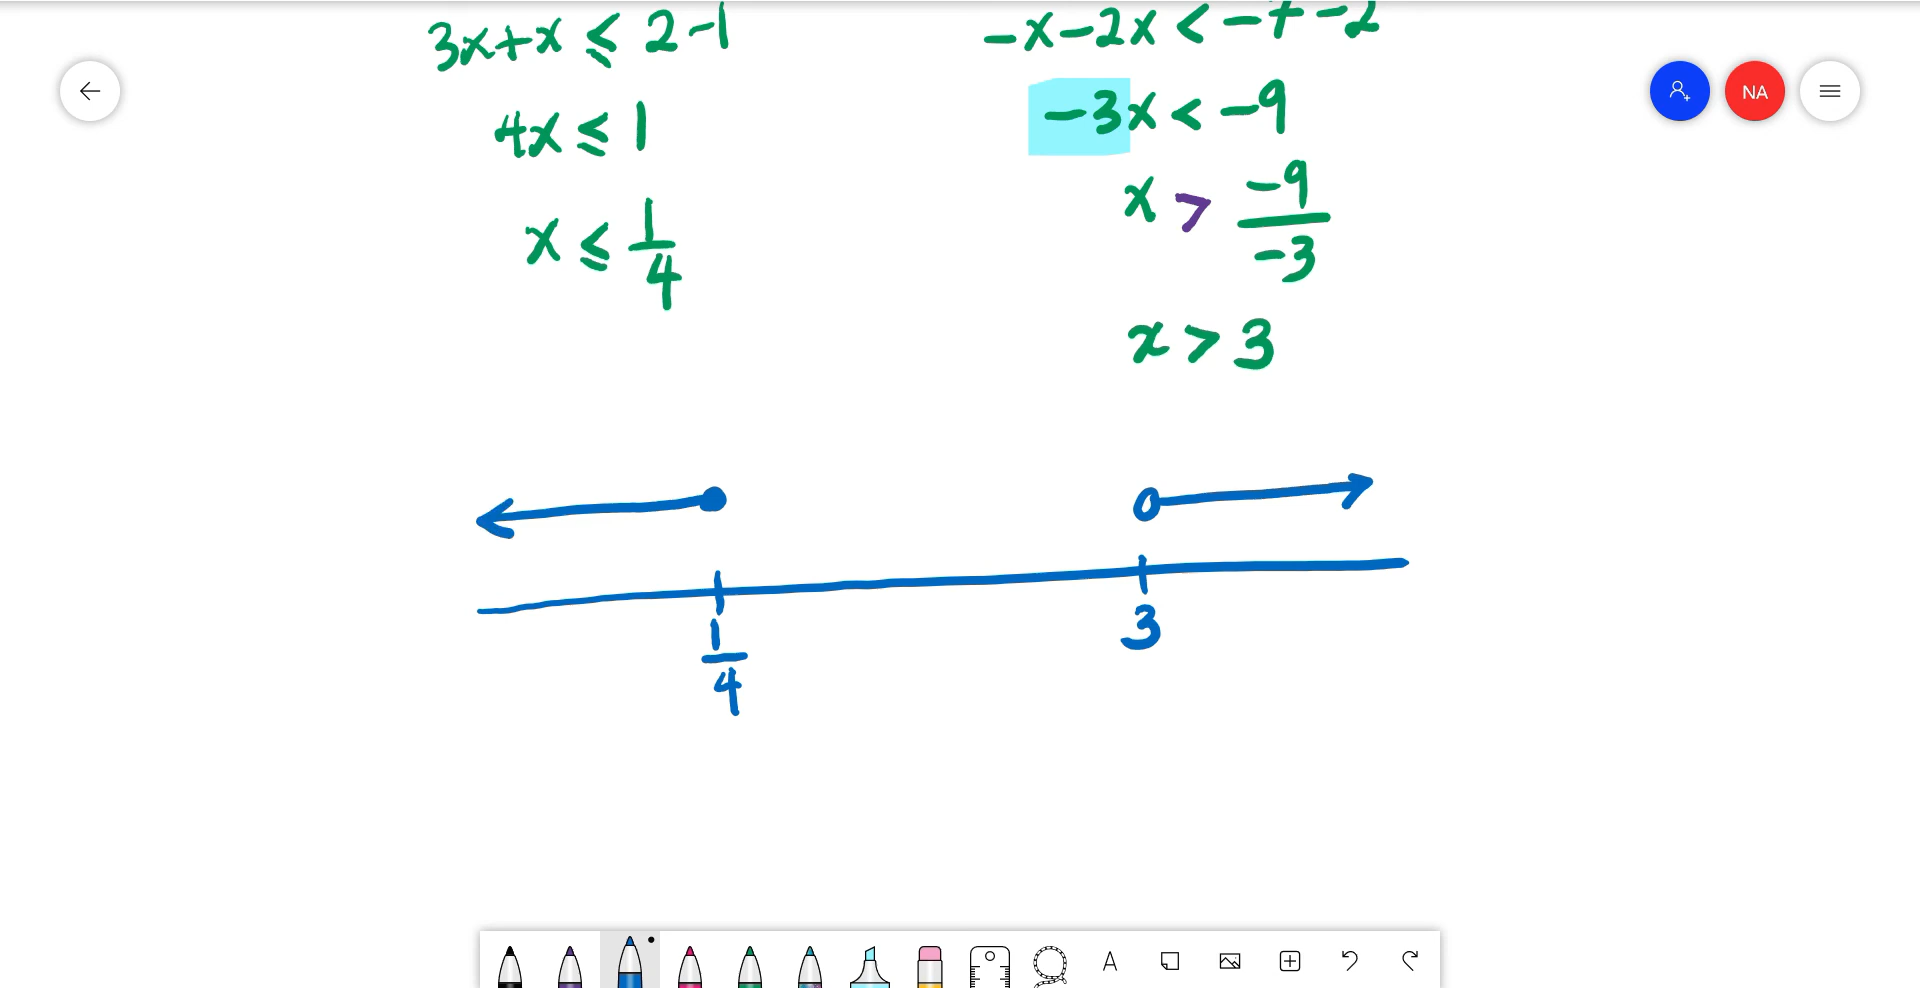 3x+x ≤ 2-1
4x ≤ 1
x ≤ 1/4
-x-2x < -7-2
-3x < -9
x > -9/-3
x > 3
1/4
3
NA
A